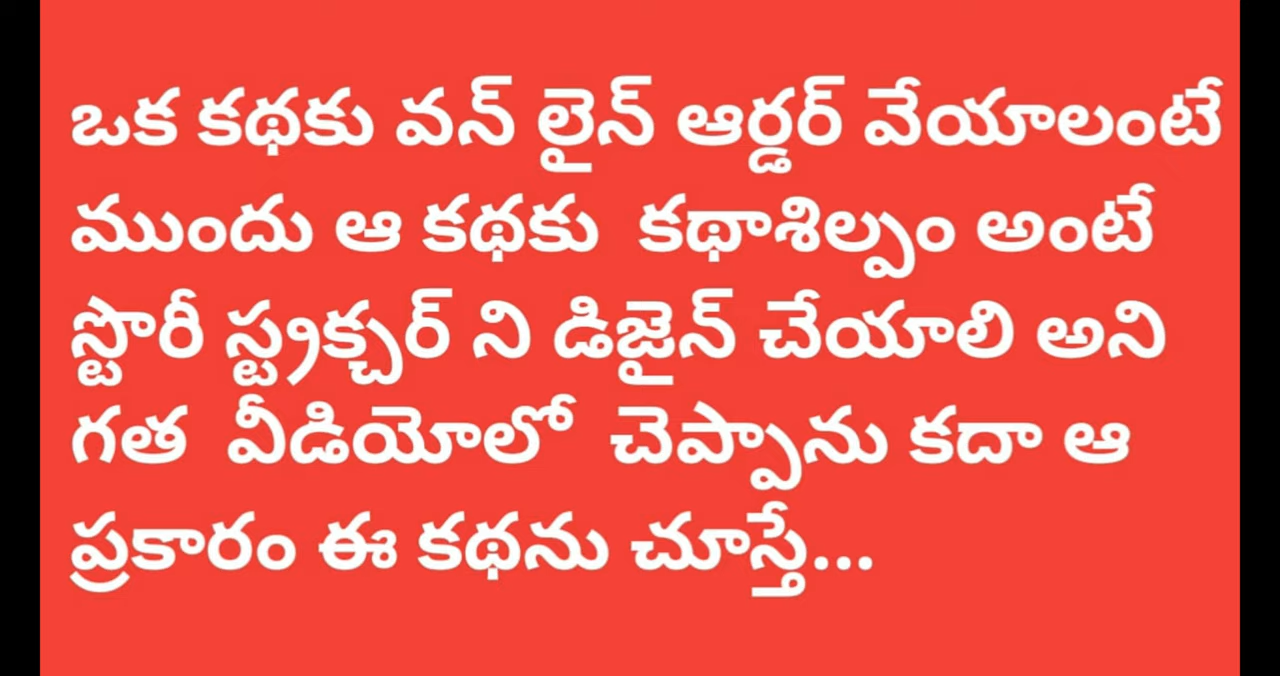 ఒక కథకు వన్ లైన్ ఆర్డర్ వేయాలంటే
ముందు ఆ కథకు కథాశిల్పం అంటే
స్టొరీ స్ట్రక్చర్ ని డిజైన్ చేయాలి అని
గత వీడియోలో చెప్పాను కదా ఆ
ప్రకారం ఈ కథను చూస్తే...